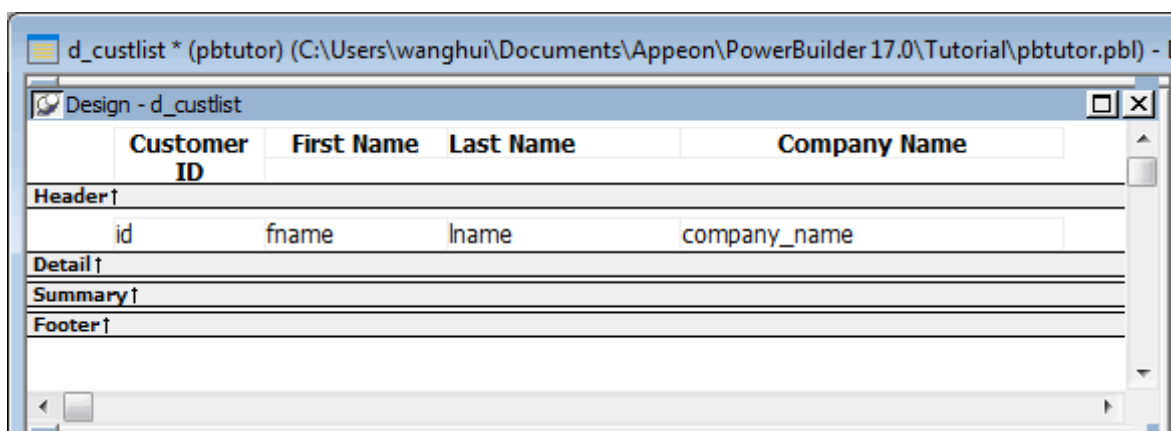 d_custlist * (pbtutor) (C:\Users\wanghui\Documents\Appeon\PowerBuilder 17.0\Tutorial\pbtutor.pbl) -
Design - d_custlist
Customer First Name Last Name Company Name
ID
Header↑
id fname lname company_name
Detail↑
Summary↑
Footer↑